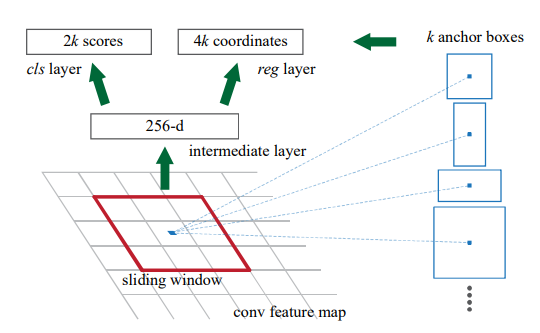 2k scores
4k coordinates
k anchor boxes
cls layer
reg layer
256-d
intermediate layer
sliding window
conv feature map